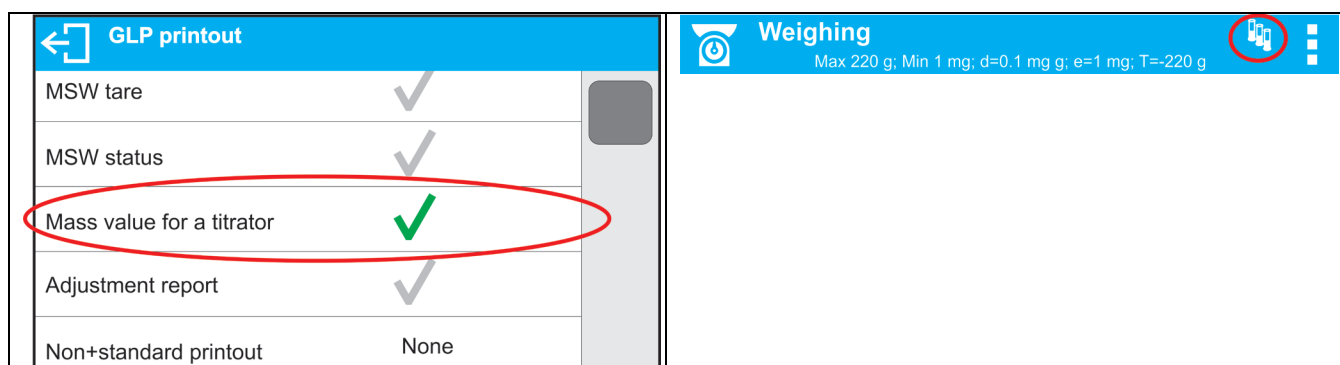 GLP printout
MSW tare
MSW status
Mass value for a titrator
Adjustment report
Non+standard printout None
Weighing
Max 220 g; Min 1 mg; d=0.1 mg g; e=1 mg; T=-220 g